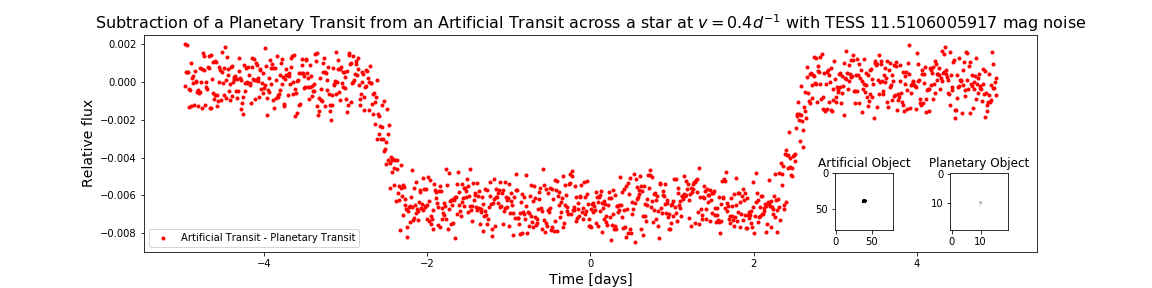 Subtraction of a Planetary Transit from an Artificial Transit across a star at v = 0.4d⁻¹ with TESS 11.5106005917 mag noise
0.002
0.000
−0.002
−0.004
−0.006
−0.008
Relative flux
Artificial Object
0
50
0 50
Planetary Object
0
10
0 10
Artificial Transit - Planetary Transit
−4 −2 0 2 4
Time [days]